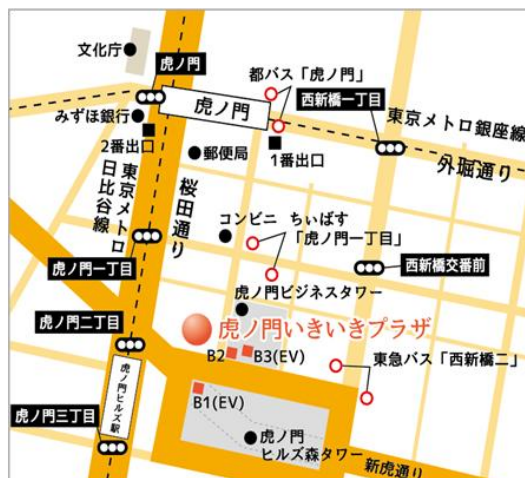 文化庁
虎ノ門
都バス「虎ノ門」
西新橋一丁目
虎ノ門
みずほ銀行
東京メトロ銀座線
2番出口
郵便局
1番出口
外堀通り
東京メトロ
日比谷線
桜田通り
コンビニ
ちぃばす
「虎ノ門一丁目」
虎ノ門一丁目
西新橋交番前
虎ノ門ビジネスタワー
虎ノ門二丁目
虎ノ門いきいきプラザ
B2
B3(EV)
東急バス「西新橋二」
虎ノ門ヒルズ駅
B1(EV)
虎ノ門三丁目
虎ノ門
ヒルズ森タワー
新虎通り